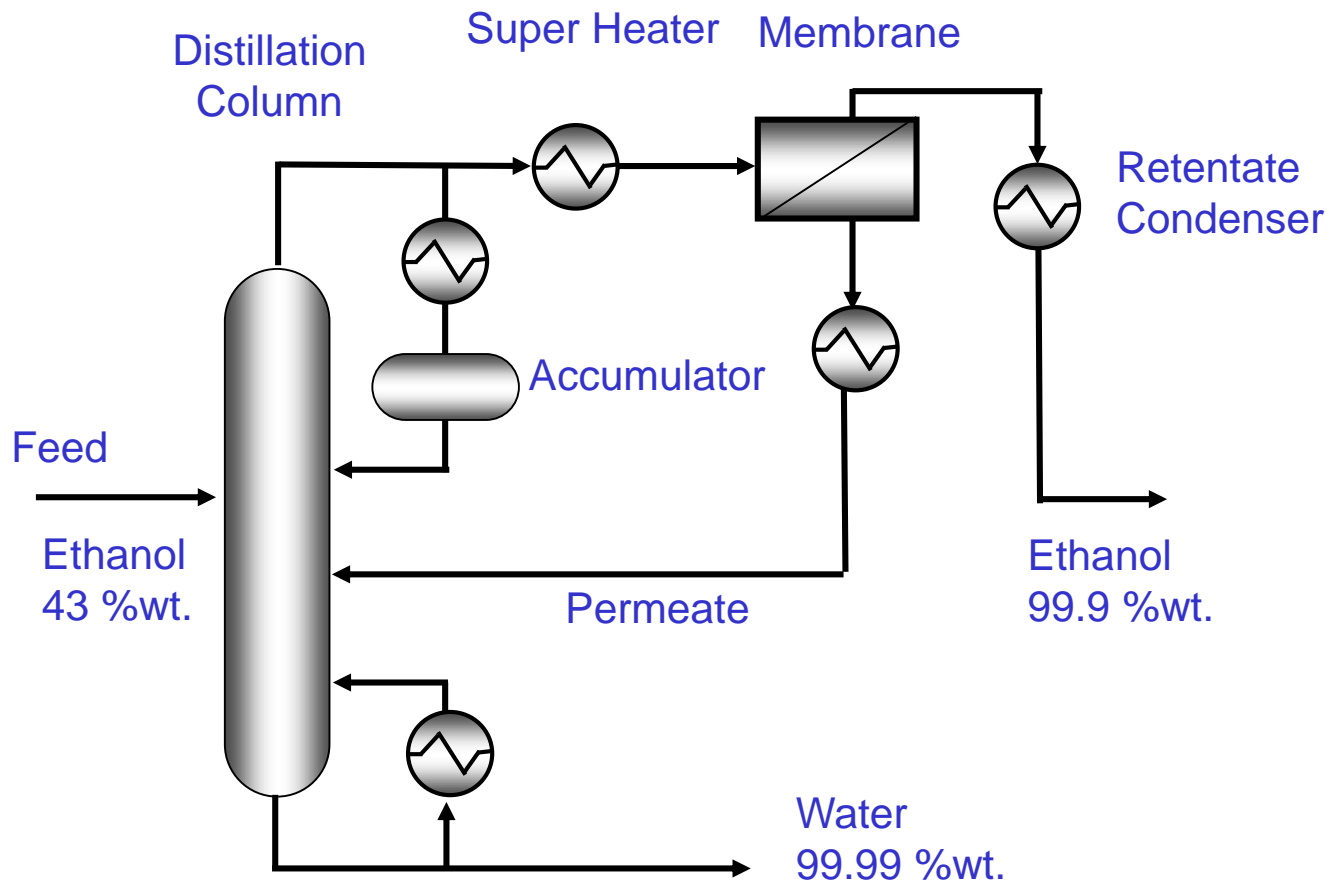 Super Heater
Membrane
Distillation
Column
Retentate
Condenser
Accumulator
Feed
Ethanol
43 %wt.
Permeate
Ethanol
99.9 %wt.
Water
99.99 %wt.